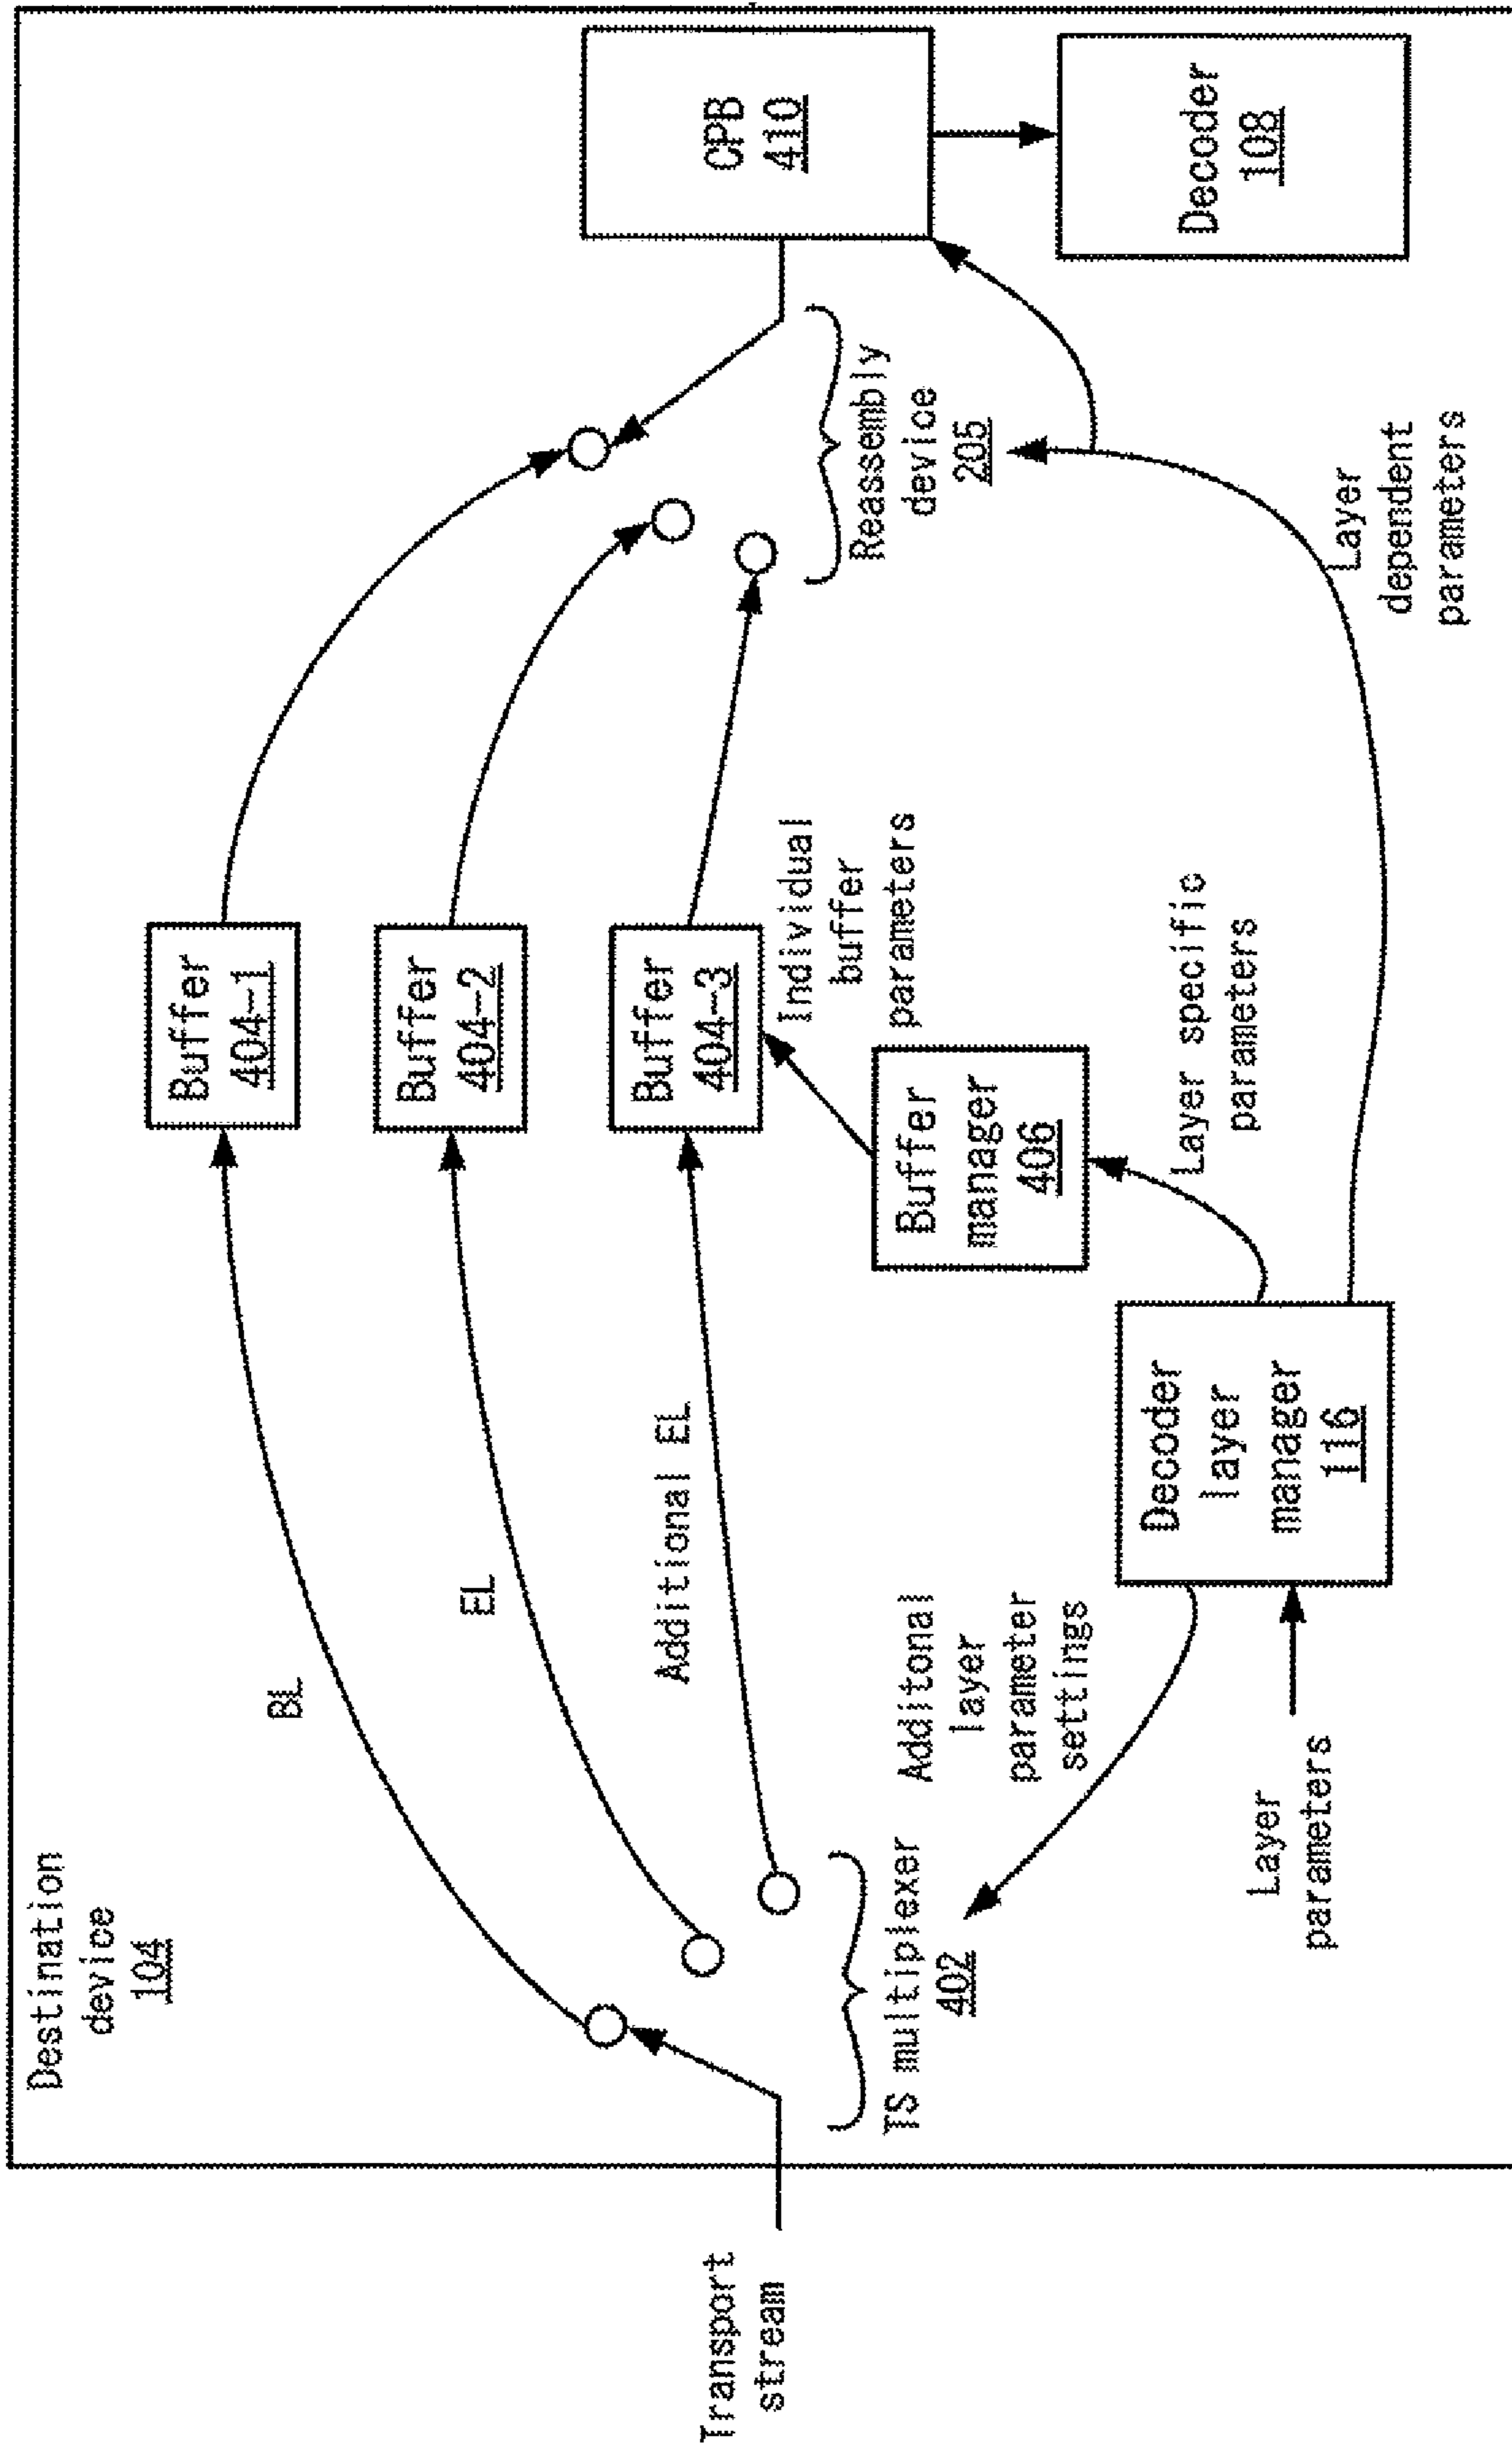 Destination
device
104
Transport
stream
TS multiplexer
402
BL
EL
Additional EL
Buffer
404-1
Buffer
404-2
Buffer
404-3
Individual
buffer
parameters
Buffer
manager
406
Layer specific
parameters
Additonal
layer
parameter
settings
Layer
parameters
Decoder
layer
manager
116
Layer
dependent
parameters
Reassembly
device
205
CPB
410
Decoder
108